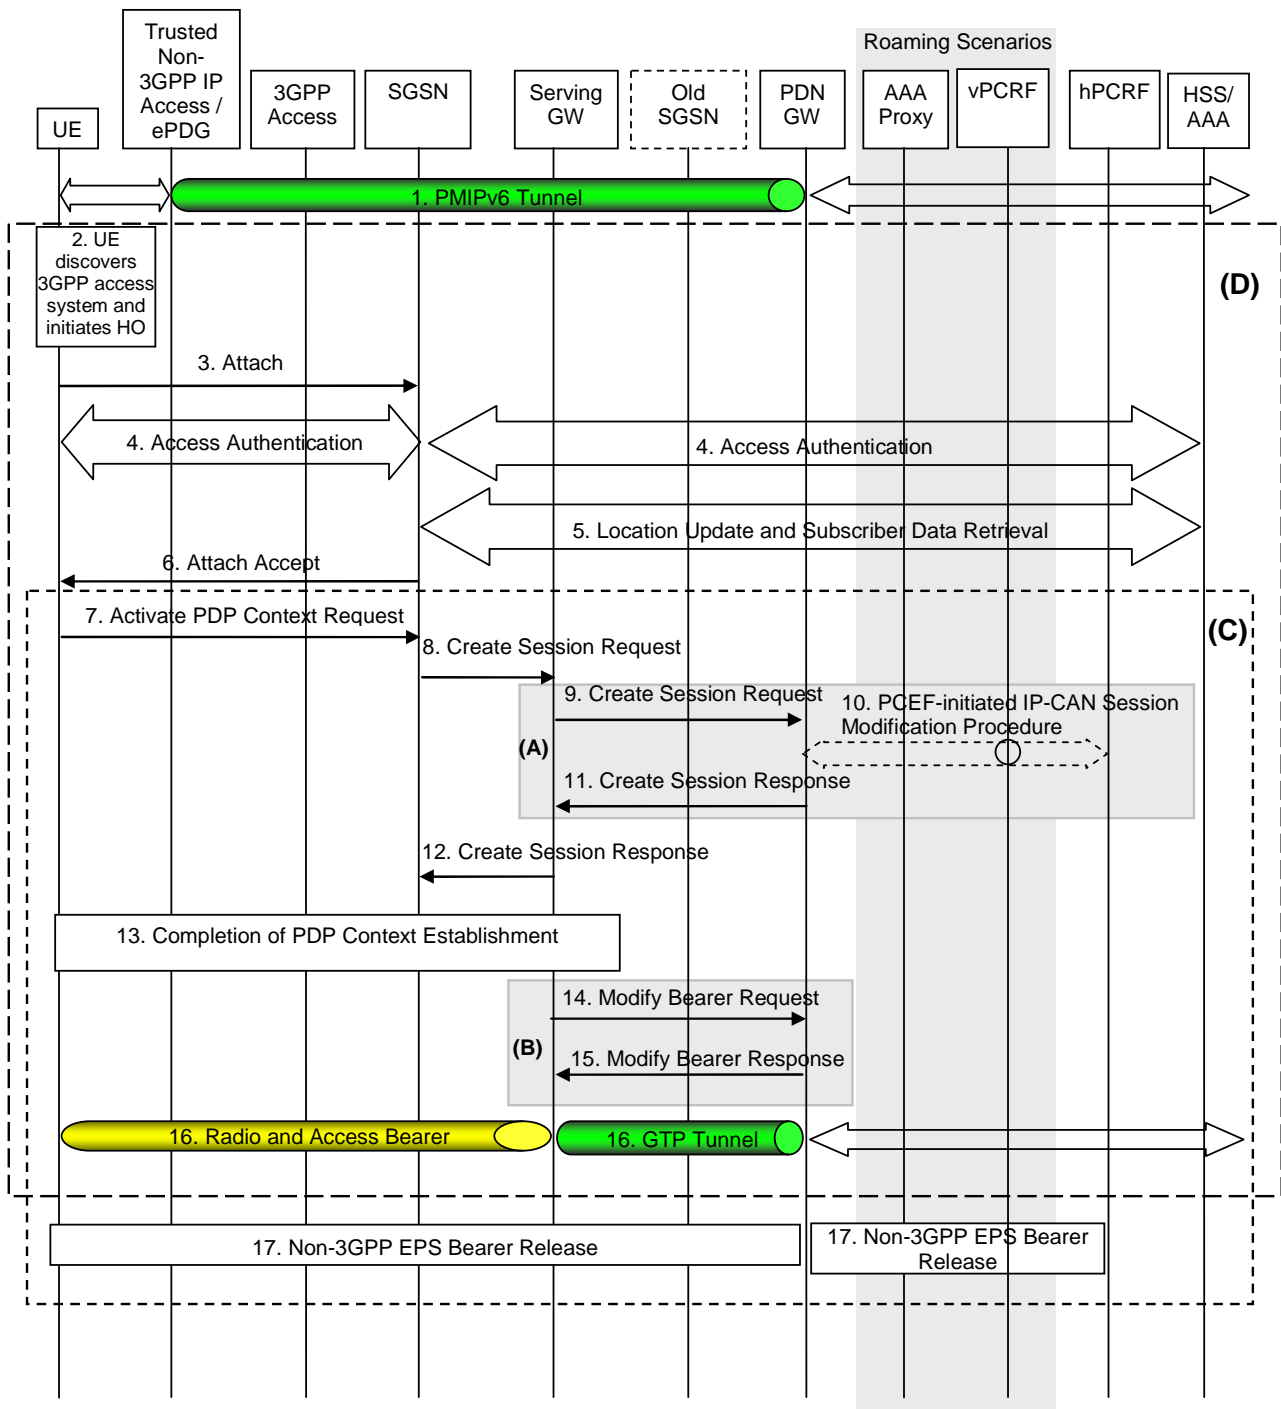 Roaming Scenarios
UE
Trusted
Non-
3GPP IP
Access /
ePDG
3GPP
Access
SGSN
Serving
GW
Old
SGSN
PDN
GW
AAA
Proxy
vPCRF
hPCRF
HSS/
AAA
1. PMIPv6 Tunnel
2. UE
discovers
3GPP access
system and
initiates HO
(D)
3. Attach
4. Access Authentication
4. Access Authentication
5. Location Update and Subscriber Data Retrieval
6. Attach Accept
7. Activate PDP Context Request
(C)
8. Create Session Request
9. Create Session Request
10. PCEF-initiated IP-CAN Session
Modification Procedure
(A)
11. Create Session Response
12. Create Session Response
13. Completion of PDP Context Establishment
14. Modify Bearer Request
(B)
15. Modify Bearer Response
16. Radio and Access Bearer
16. GTP Tunnel
17. Non-3GPP EPS Bearer Release
17. Non-3GPP EPS Bearer
Release